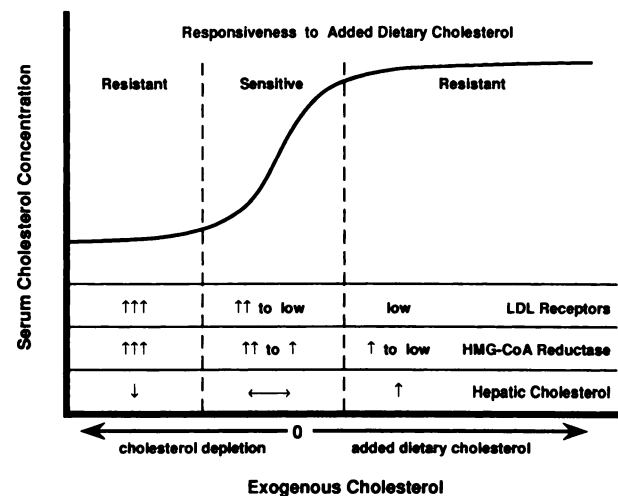 Responsiveness to Added Dietary Cholesterol
Resistant Sensitive Resistant
Serum Cholesterol Concentration
↑↑↑ ↑↑ to low low LDL Receptors
↑↑↑ ↑↑ to ↑ ↑ to low HMG-CoA Reductase
↓ ↔ ↑ Hepatic Cholesterol
0
cholesterol depletion added dietary cholesterol
Exogenous Cholesterol